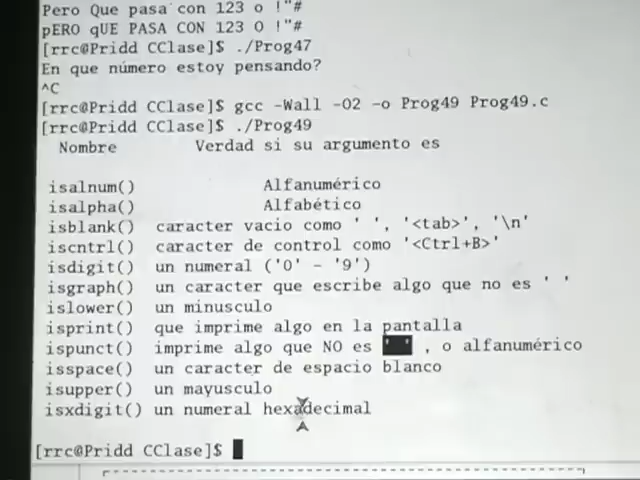 Pero Que pasa con 123 o !"#
pERO qUE PASA CON 123 O !"#
[rrc@Pridd CClase]$ ./Prog47
En que número estoy pensando?
^C
[rrc@Pridd CClase]$ gcc -Wall -O2 -o Prog49 Prog49.c
[rrc@Pridd CClase]$ ./Prog49
Nombre Verdad si su argumento es
isalnum() Alfanumérico
isalpha() Alfabético
isblank() caracter vacio como ' ', '<tab>', '\n'
iscntrl() caracter de control como '<Ctrl+B>'
isdigit() un numeral ('0' - '9')
isgraph() un caracter que escribe algo que no es ' '
islower() un minusculo
isprint() que imprime algo en la pantalla
ispunct() imprime algo que NO es ' ' , o alfanumérico
isspace() un caracter de espacio blanco
isupper() un mayusculo
isxdigit() un numeral hexadecimal
[rrc@Pridd CClase]$